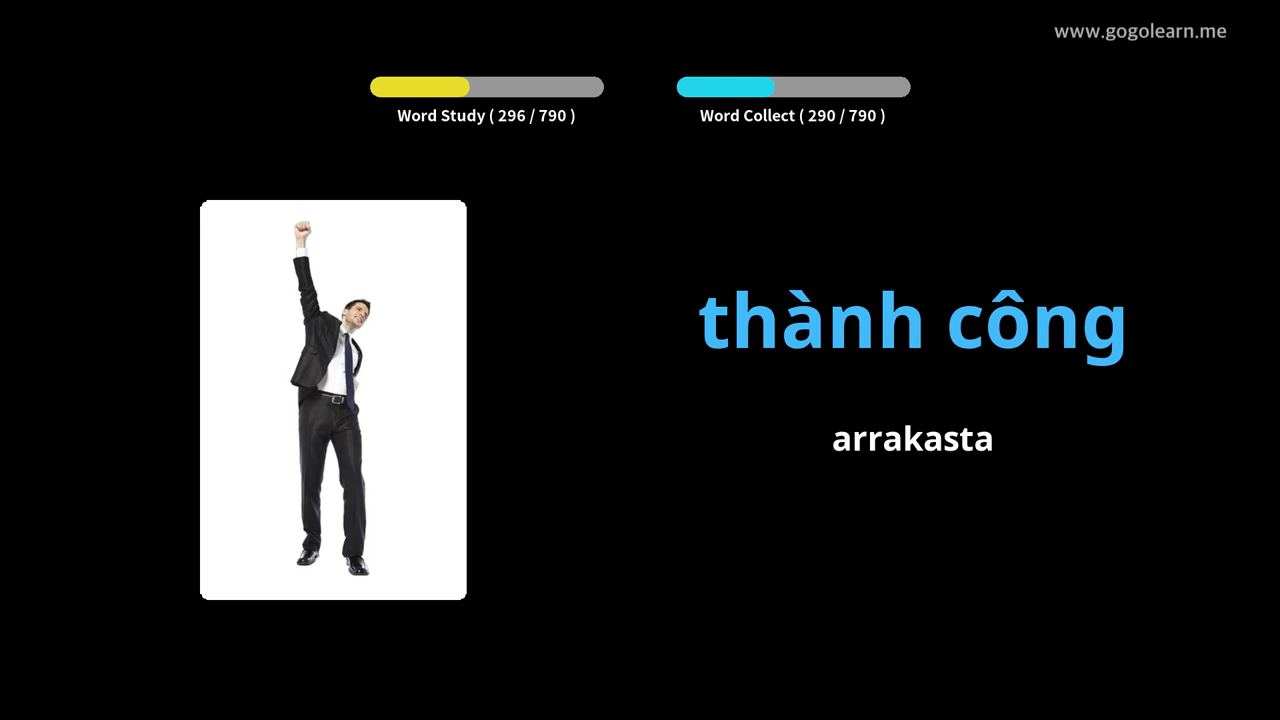 www.gogolearn.me
Word Study ( 296 / 790 )
Word Collect ( 290 / 790 )
thành công
arrakasta